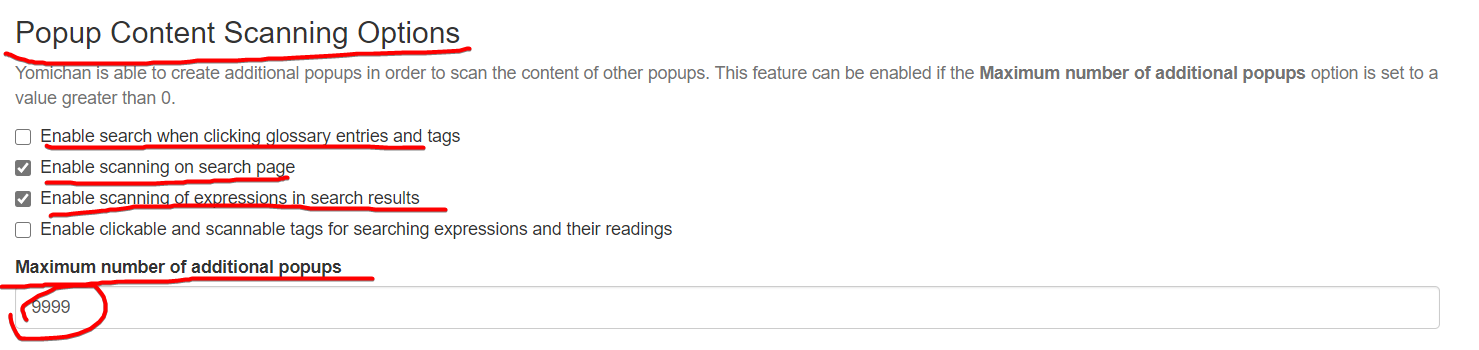 Popup Content Scanning Options
Yomichan is able to create additional popups in order to scan the content of other popups. This feature can be enabled if the Maximum number of additional popups option is set to a
value greater than 0.
Enable search when clicking glossary entries and tags
Enable scanning on search page
Enable scanning of expressions in search results
Enable clickable and scannable tags for searching expressions and their readings
Maximum number of additional popups
9999